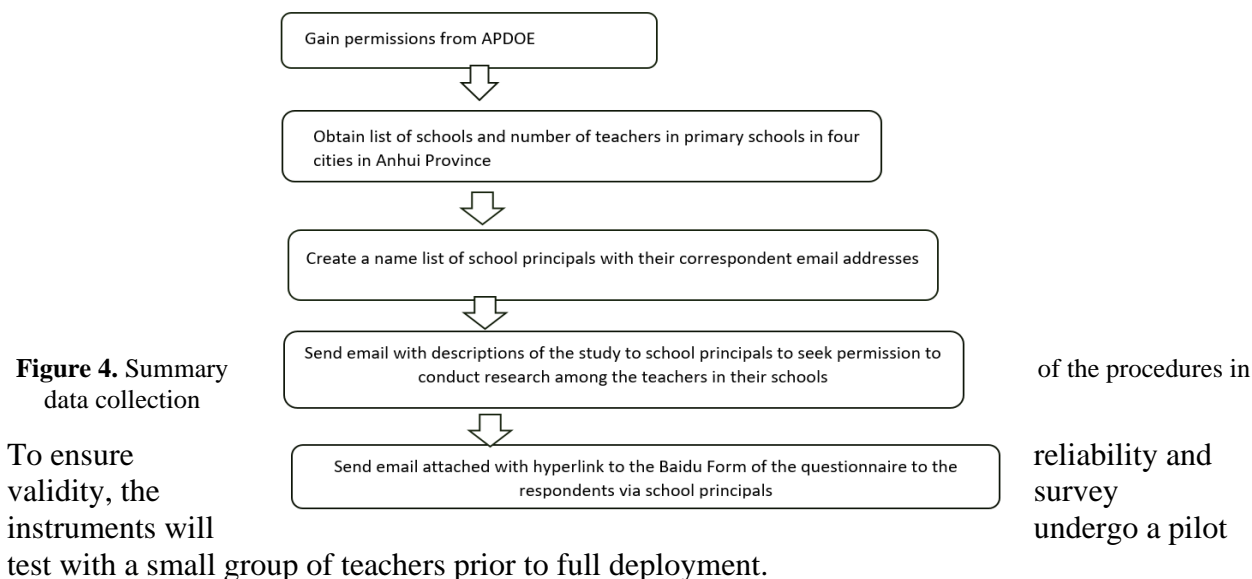 Gain permissions from APDOE
Obtain list of schools and number of teachers in primary schools in four
cities in Anhui Province
Create a name list of school principals with their correspondent email addresses
Send email with descriptions of the study to school principals to seek permission to
conduct research among the teachers in their schools
Figure 4. Summary of the procedures in
data collection
Send email attached with hyperlink to the Baidu Form of the questionnaire to the
respondents via school principals
To ensure reliability and
validity, the survey
instruments will undergo a pilot
test with a small group of teachers prior to full deployment.